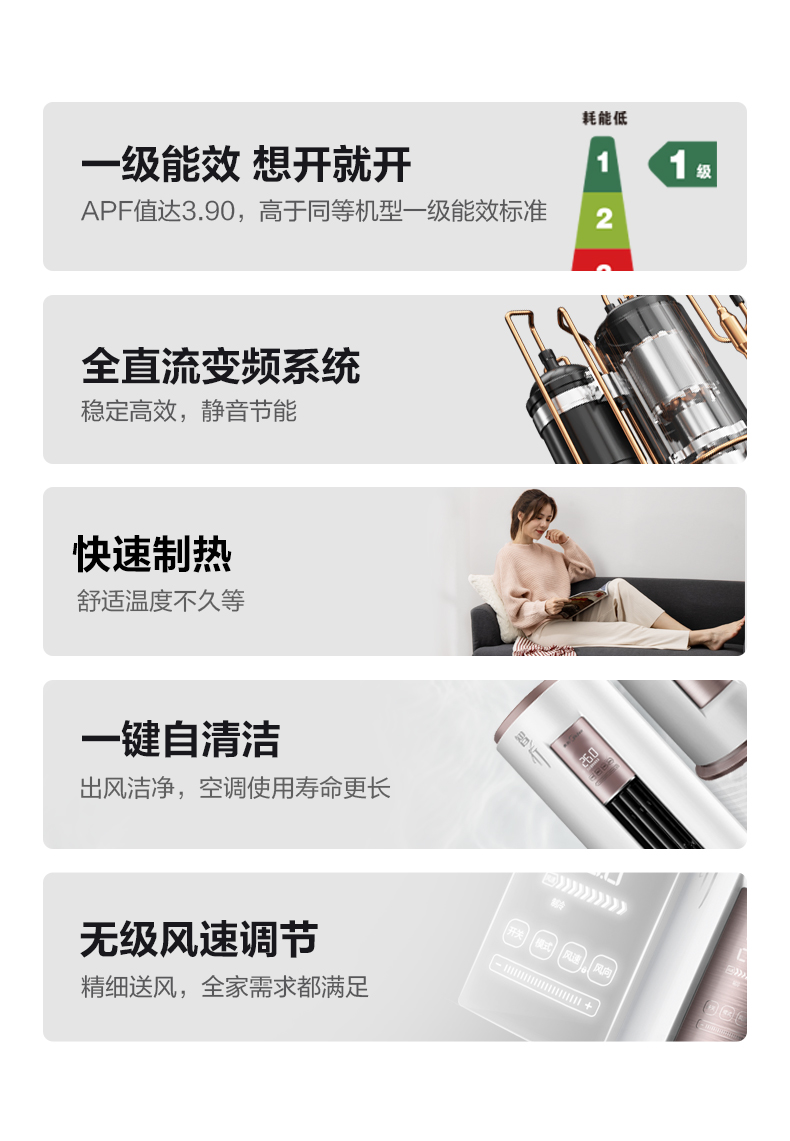 耗能低
一级能效 想开就开
1
1级
APF值达3.90，高于同等机型一级能效标准
2
全直流变频系统
稳定高效，静音节能
快速制热
舒适温度不久等
一键自清洁
26.0
出风洁净，空调使用寿命更长
无级风速调节
开关
模式
风速
风向
精细送风，全家需求都满足